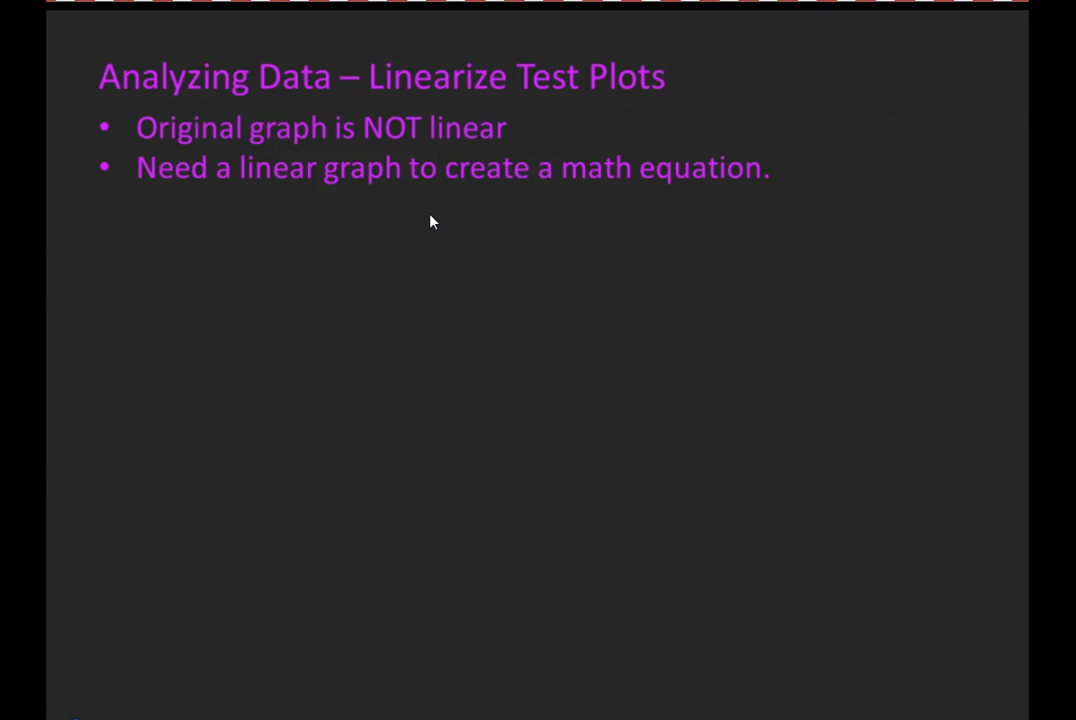 Analyzing Data – Linearize Test Plots
• Original graph is NOT linear
• Need a linear graph to create a math equation.